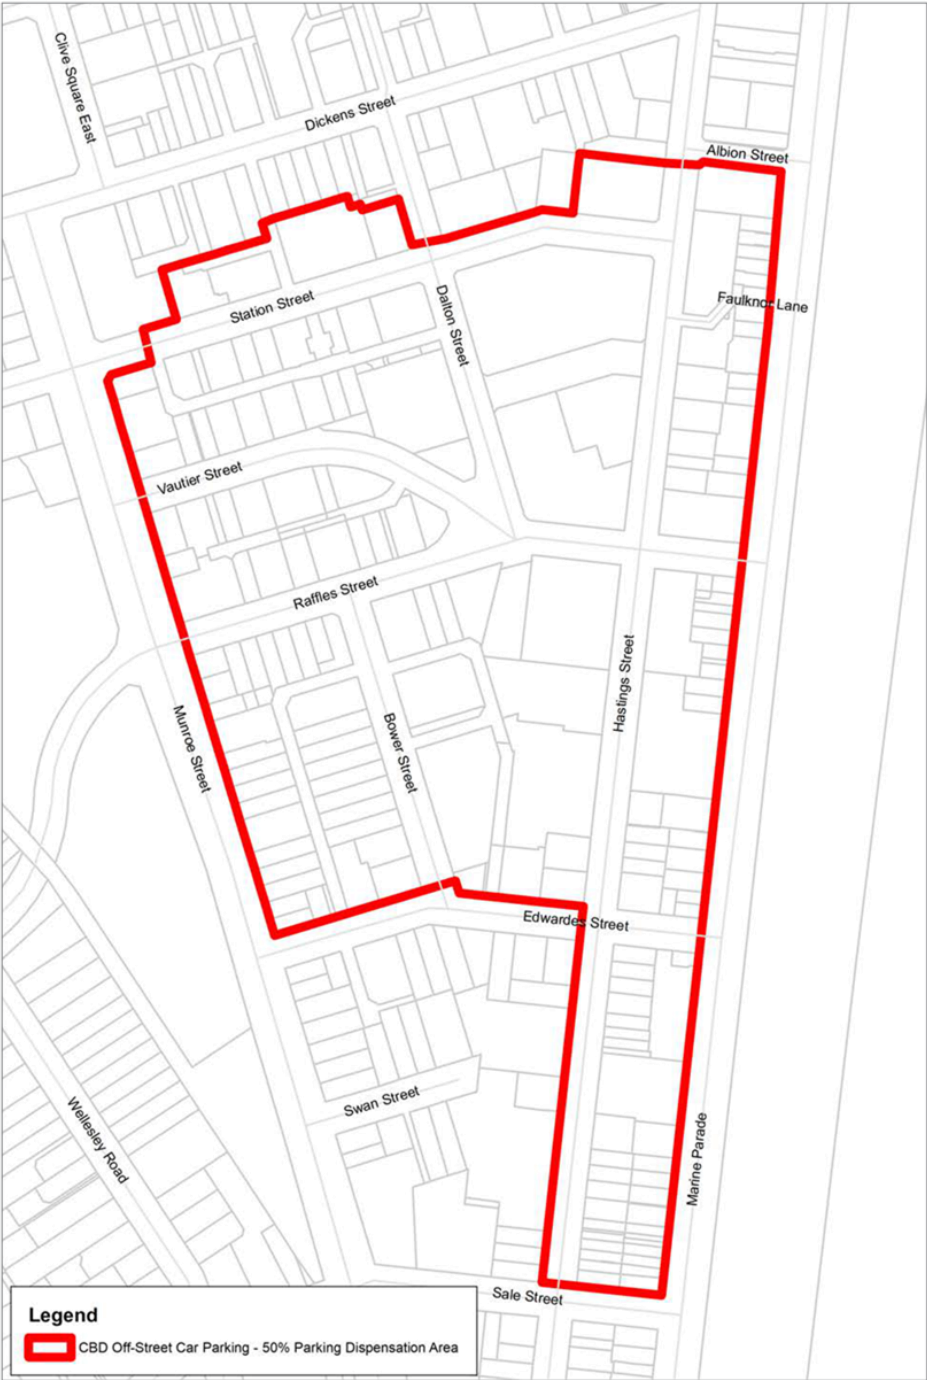 Clive Square East
Dickens Street
Albion Street
Station Street
Dalton Street
Faulknor Lane
Vautier Street
Raffles Street
Hastings Street
Munroe Street
Bower Street
Edwardes Street
Swan Street
Wellesley Road
Marine Parade
Sale Street
Legend
CBD Off-Street Car Parking - 50% Parking Dispensation Area